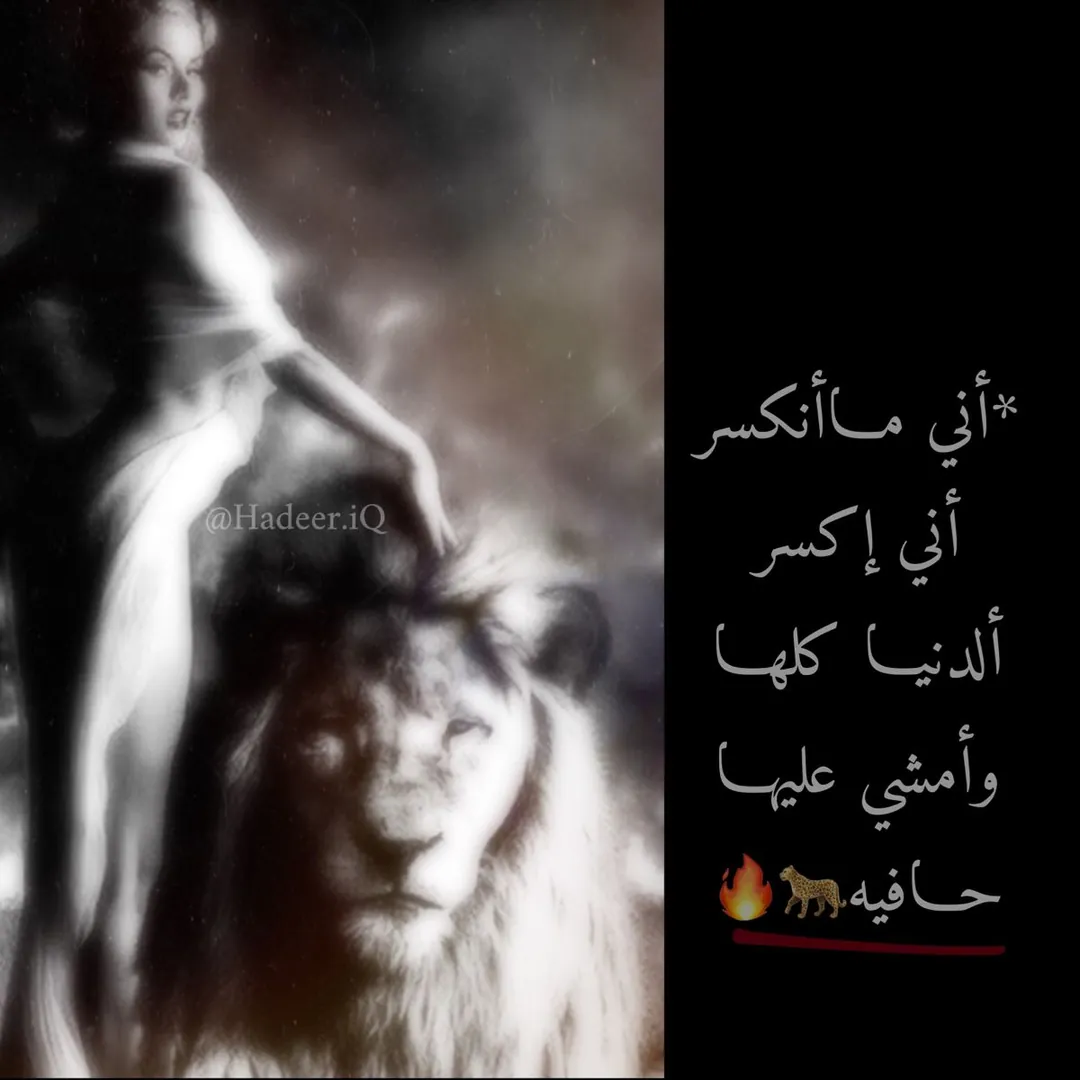 *أني ماأنكسر
أني إكسر
ألدنيا كلها
وأمشي عليها
حافيه🐆🔥
@Hadeer.iQ